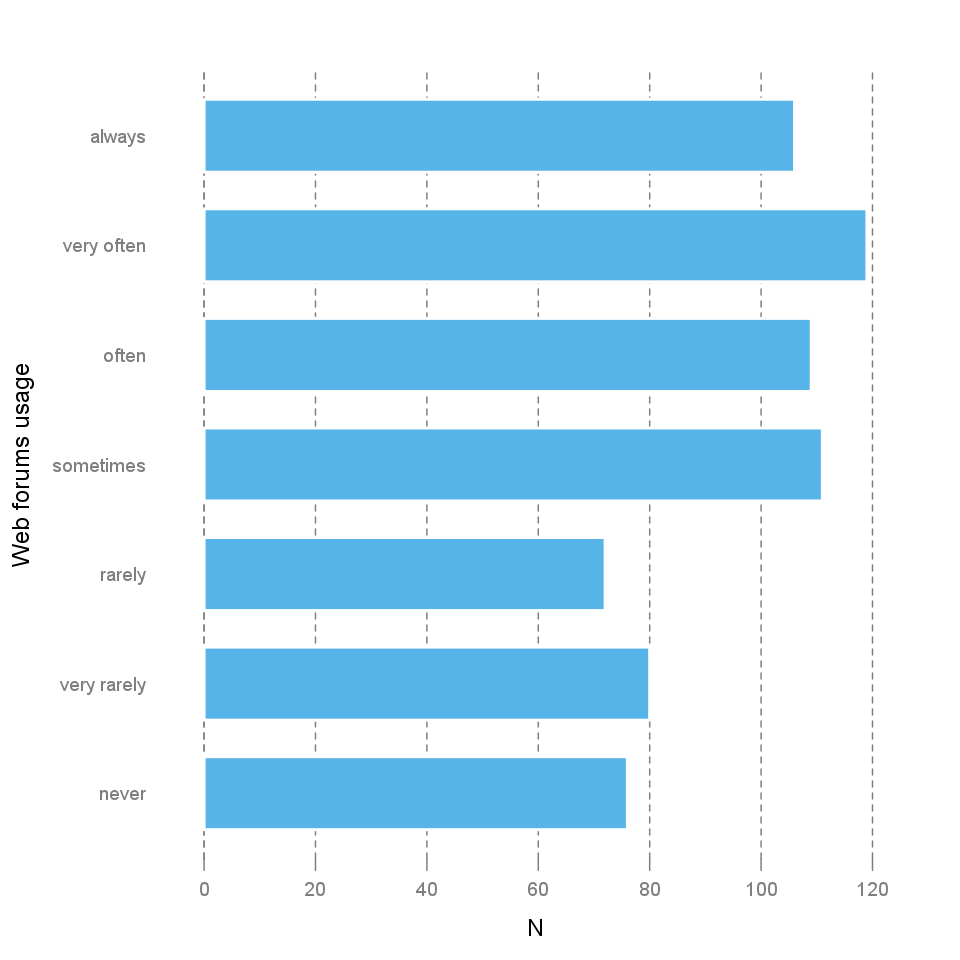 always
very often
often
sometimes
rarely
very rarely
never
Web forums usage
0 20 40 60 80 100 120
N